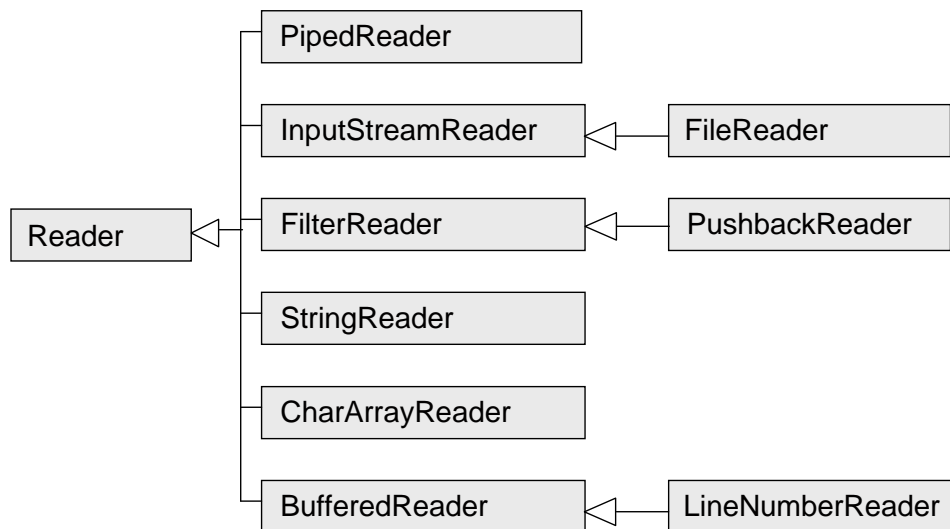 PipedReader
InputStreamReader
FileReader
FilterReader
PushbackReader
Reader
StringReader
CharArrayReader
BufferedReader
LineNumberReader